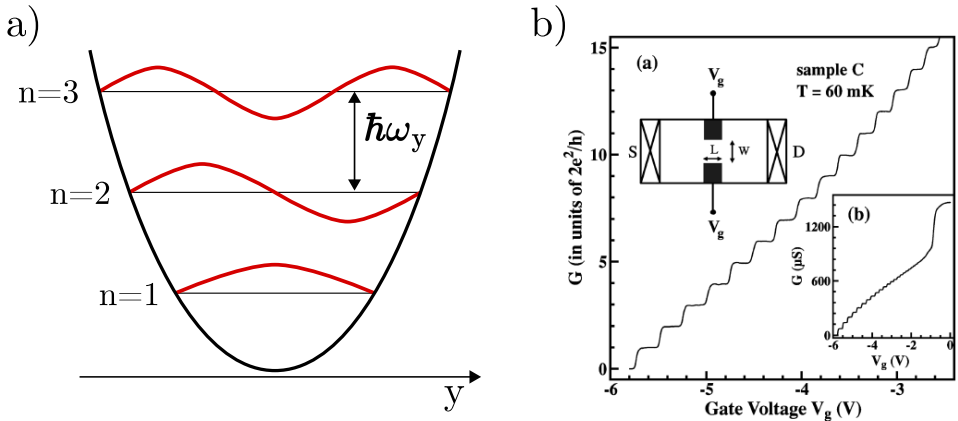 a)
n=3
n=2
n=1
ħω_y
y
b)
G (in units of 2e²/h)
15
10
5
0
-6
-5
-4
-3
Gate Voltage V_g (V)
(a)
sample C
T = 60 mK
V_g
S
L
W
D
V_g
(b)
G (µS)
1200
600
0
-6
-4
-2
0
V_g (V)